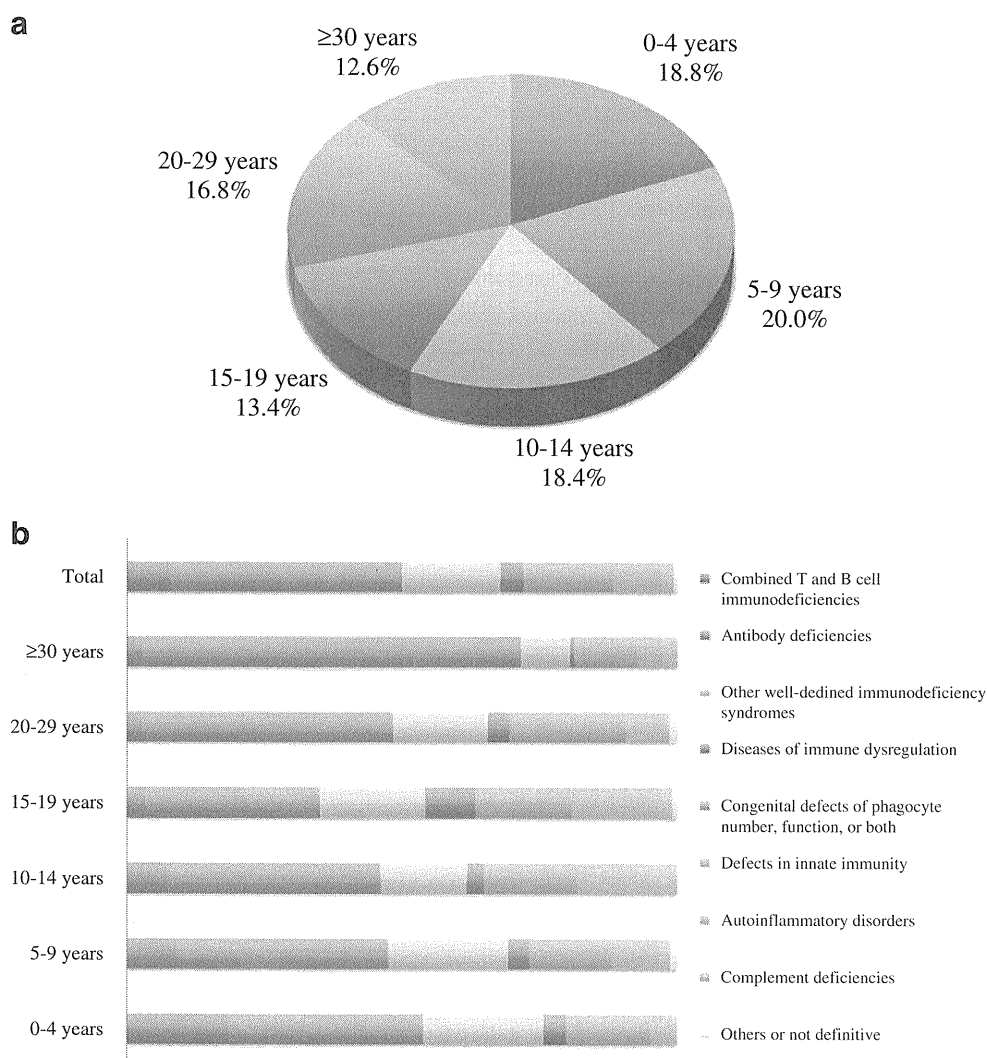 a
≥30 years
12.6%
0-4 years
18.8%
20-29 years
16.8%
5-9 years
20.0%
15-19 years
13.4%
10-14 years
18.4%
b
Total
≥30 years
20-29 years
15-19 years
10-14 years
5-9 years
0-4 years
Combined T and B cell
immunodeficiencies
Antibody deficiencies
Other well-dedined immunodeficiency
syndromes
Diseases of immune dysregulation
Congenital defects of phagocyte
number, function, or both
Defects in innate immunity
Autoinflammatory disorders
Complement deficiencies
Others or not definitive